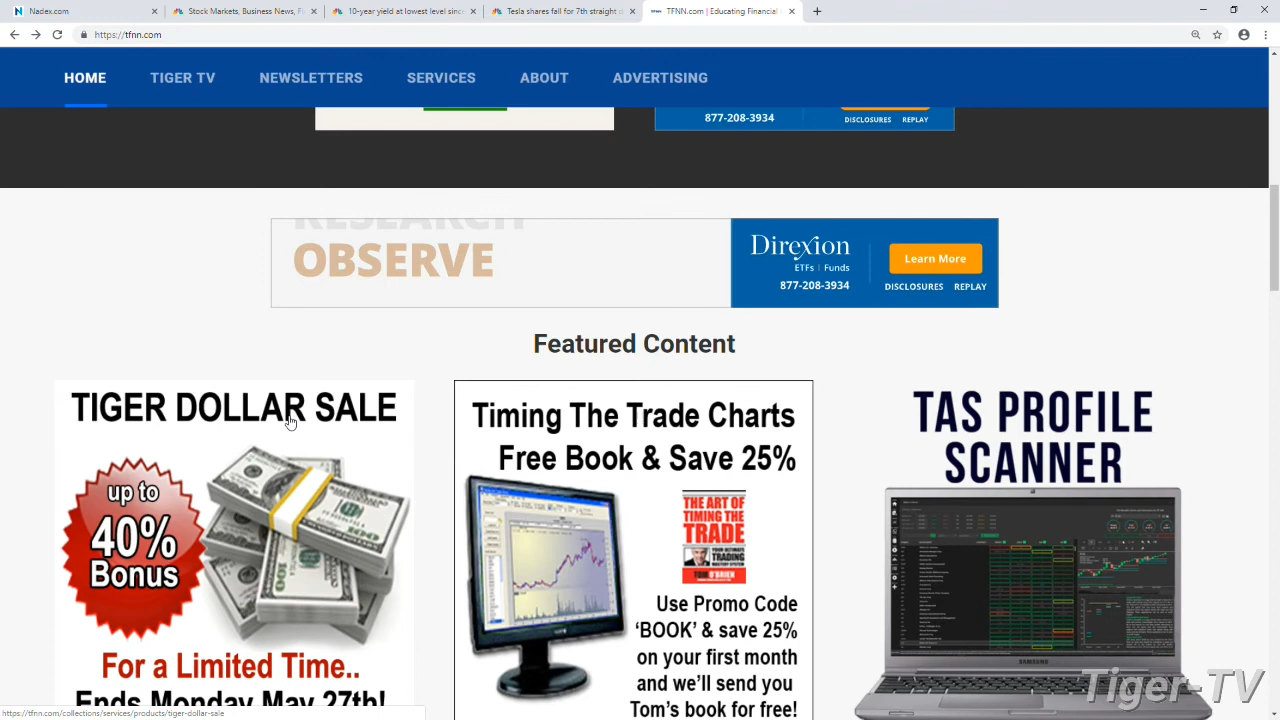 Nadex.com
Stock Markets, Business News, Fi
10-year yield at lowest level sinc
Tesla shares fall for 7th straight d
TFNN.com | Educating Financial
https://tfnn.com
HOME TIGER TV NEWSLETTERS SERVICES ABOUT ADVERTISING
877-208-3934
DISCLOSURES REPLAY
RESEARCH
OBSERVE
Direxion
ETFs | Funds
877-208-3934
Learn More
DISCLOSURES REPLAY
Featured Content
TIGER DOLLAR SALE
up to
40%
Bonus
For a Limited Time..
Ends Monday May 27th!
Timing The Trade Charts
Free Book & Save 25%
THE ART OF
TIMING THE
TRADE
TOM O'BRIEN
Use Promo Code
'BOOK' & save 25%
on your first month
and we'll send you
Tom's book for free!
TAS PROFILE
SCANNER
SAMSUNG
Tiger-TV
https://tfnn.com/collections/services/products/tiger-dollar-sale